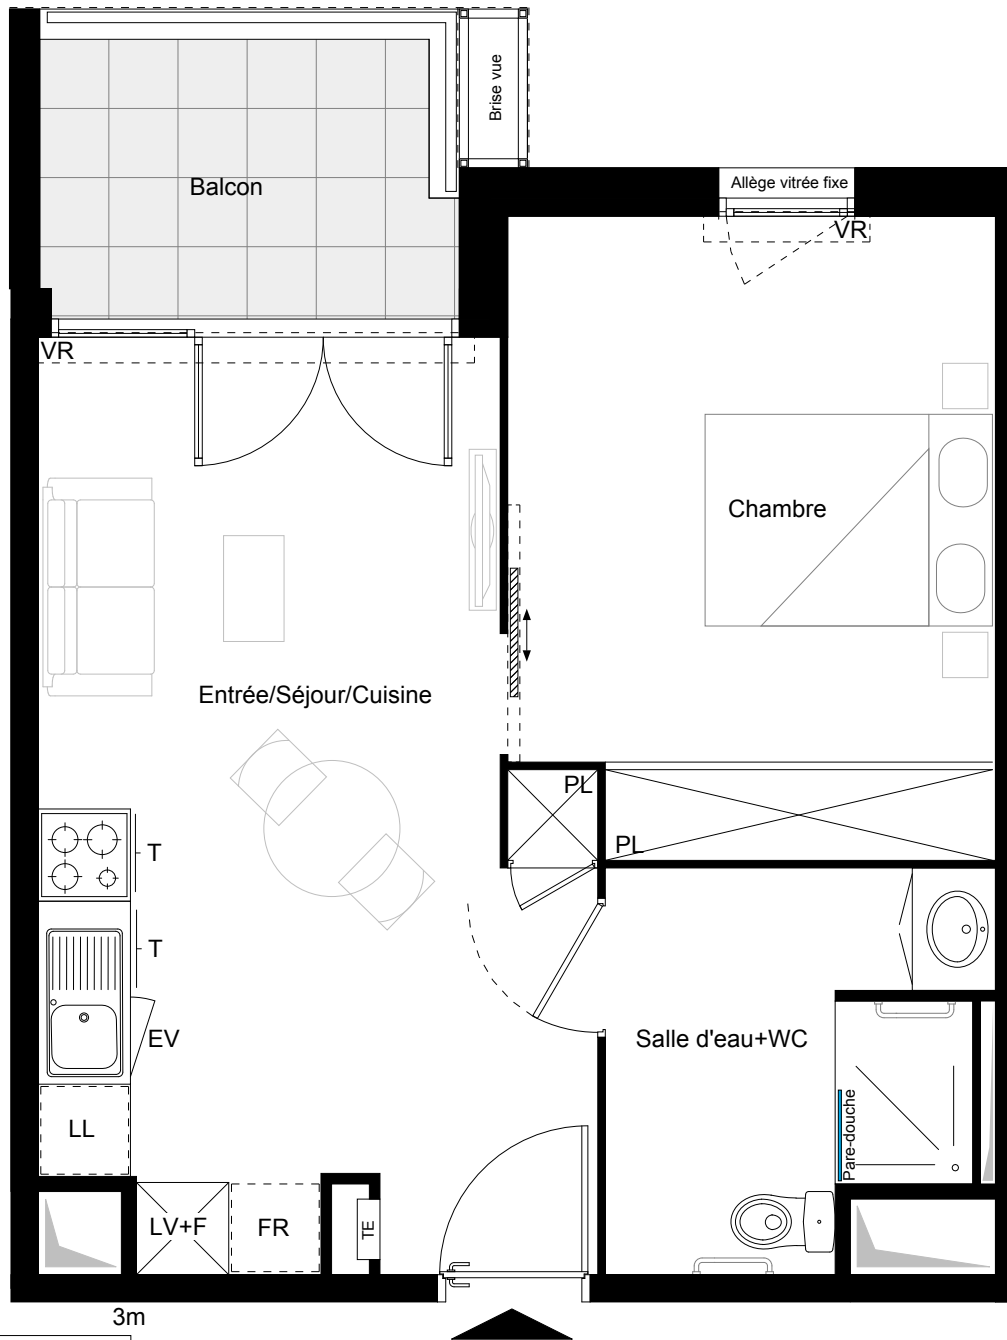 Brise vue
Balcon
Allège vitrée fixe
VR
VR
Chambre
Entrée/Séjour/Cuisine
PL
PL
T
T
EV
Salle d'eau+WC
LL
Pare-douche
LV+F
FR
TE
3m